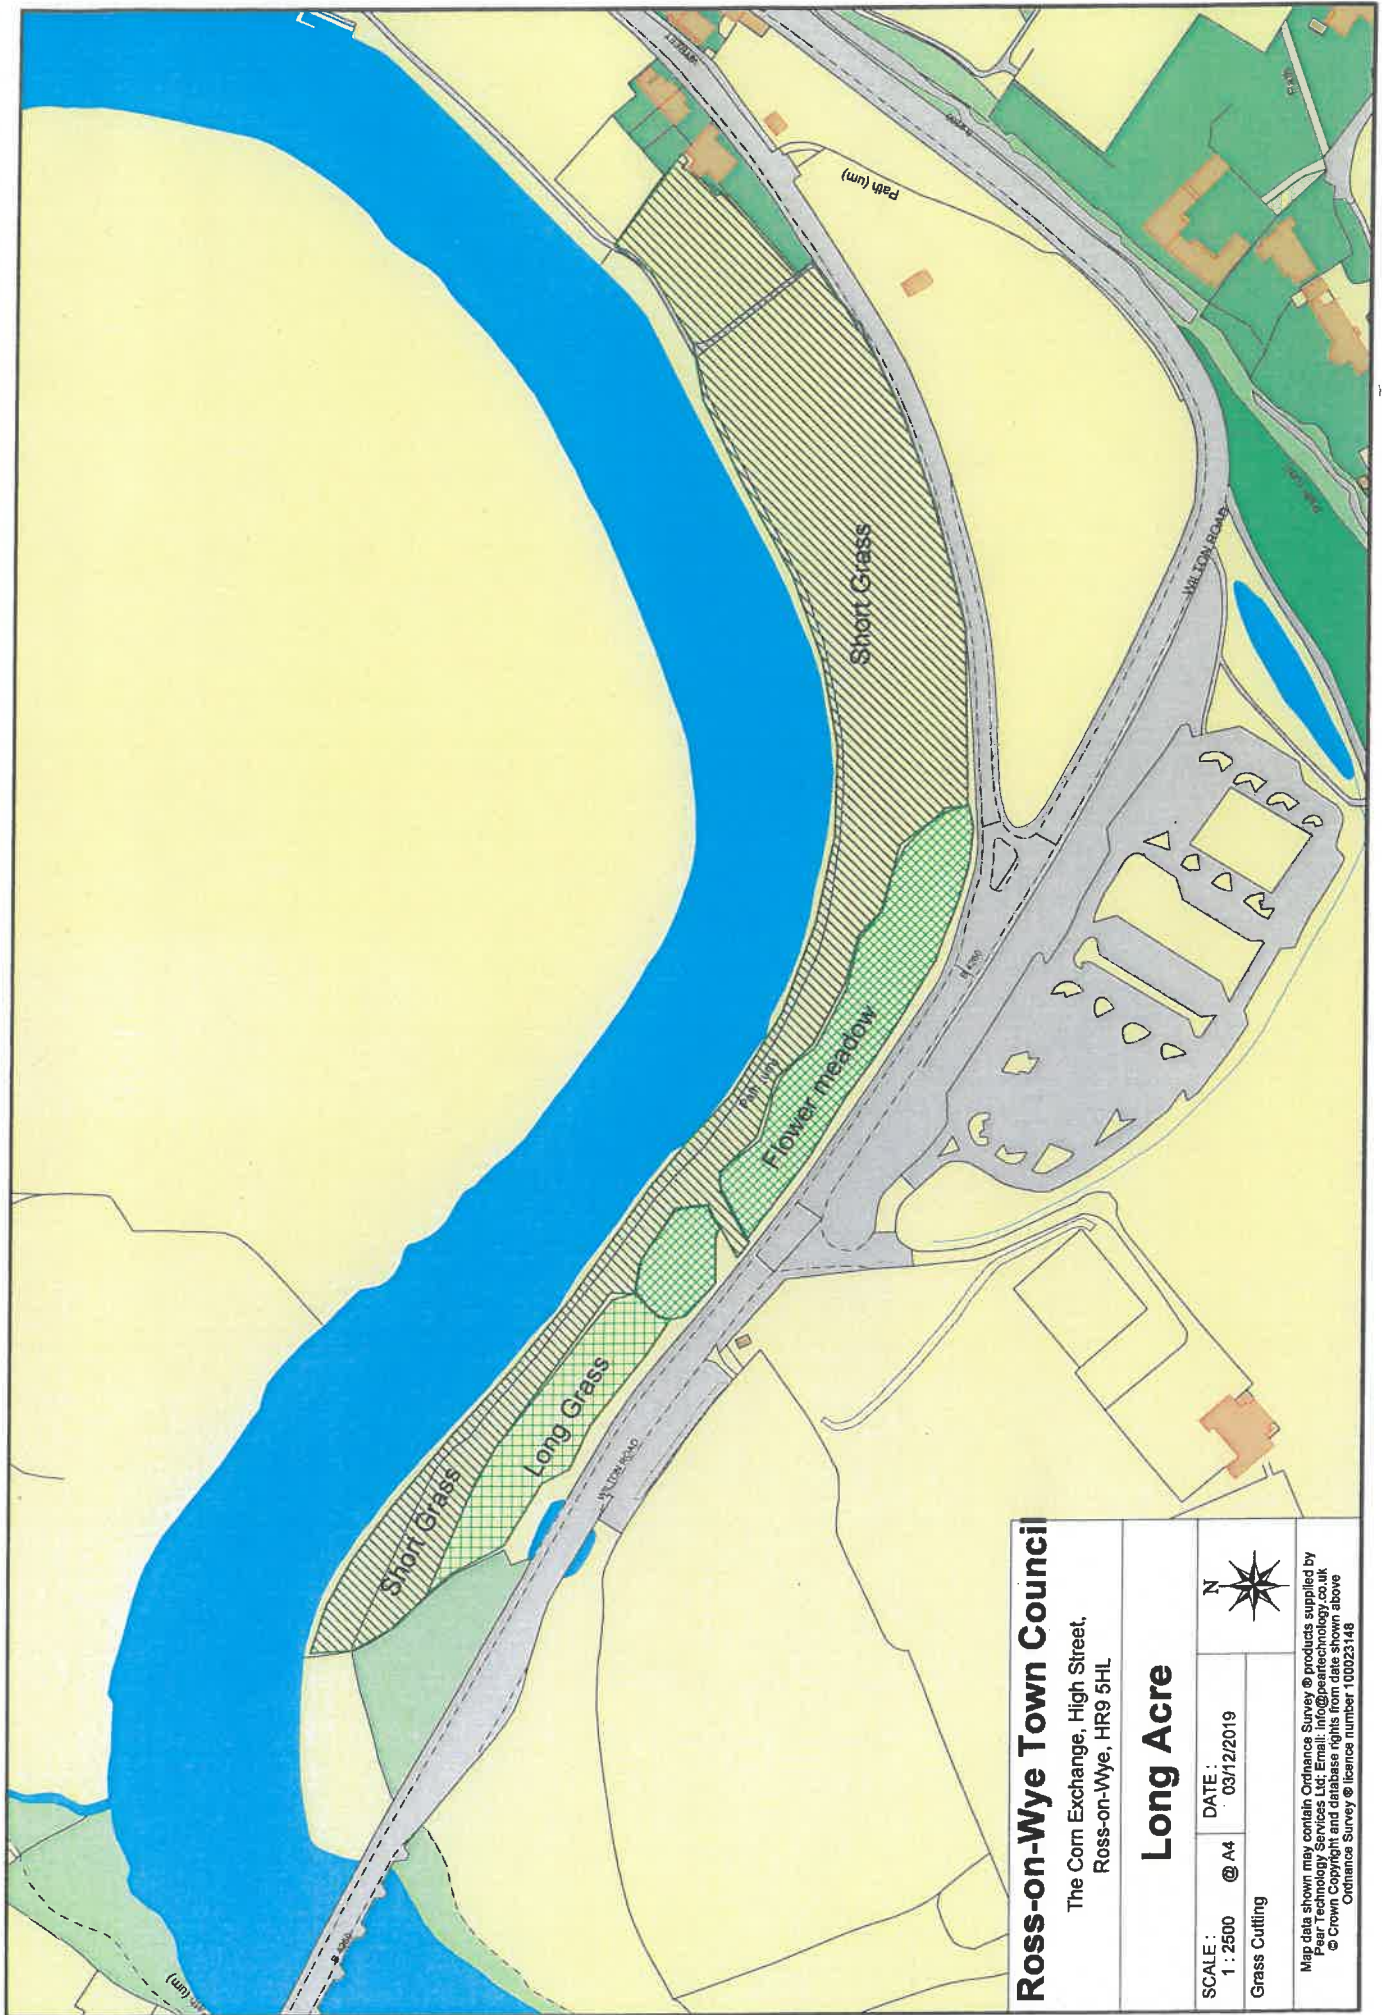 Path (um)
WILTON ROAD
Short Grass
Path (um)
B 4260
Flower meadow
Long Grass
Short Grass
WILTON ROAD
B 4260
Ross-on-Wye Town Council
The Corn Exchange, High Street,
Ross-on-Wye, HR9 5HL
Long Acre
SCALE :
1 : 2500 @ A4
DATE :
03/12/2019
N
Grass Cutting
Map data shown may contain Ordnance Survey ® products supplied by
Pear Technology Services Ltd; Email: info@peartechnology.co.uk
© Crown Copyright and database rights from date shown above
Ordnance Survey ® licence number 100023148